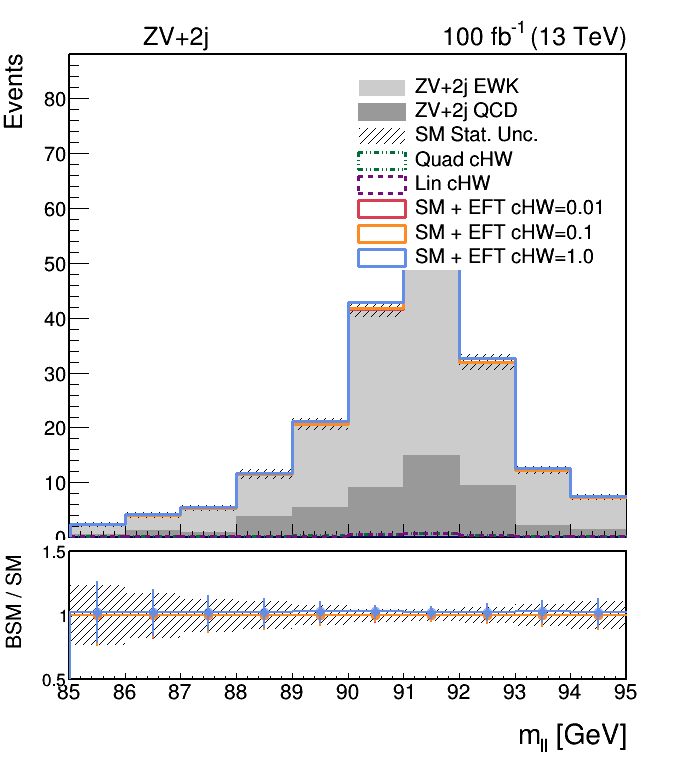 ZV+2j
100 fb-1 (13 TeV)
Events
80
70
60
50
40
30
20
10
0
ZV+2j EWK
ZV+2j QCD
SM Stat. Unc.
Quad cHW
Lin cHW
SM + EFT cHW=0.01
SM + EFT cHW=0.1
SM + EFT cHW=1.0
BSM / SM
1.5
1
0.5
85 86 87 88 89 90 91 92 93 94 95
mll [GeV]